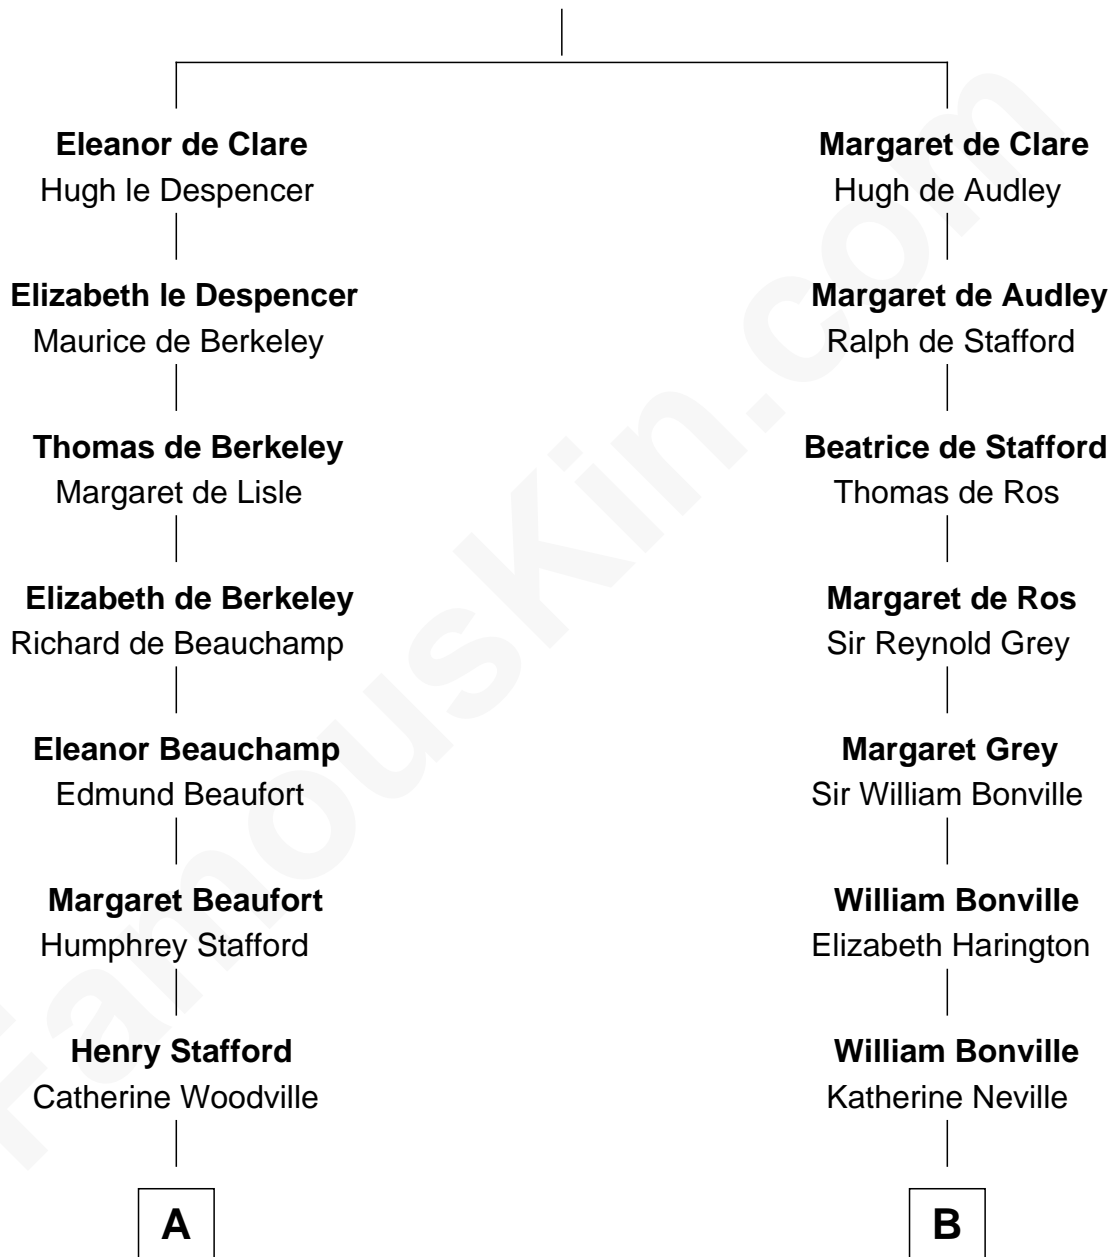 Eleanor de Clare
Hugh le Despencer
Elizabeth le Despencer
Maurice de Berkeley
Thomas de Berkeley
Margaret de Lisle
Elizabeth de Berkeley
Richard de Beauchamp
Eleanor Beauchamp
Edmund Beaufort
Margaret Beaufort
Humphrey Stafford
Henry Stafford
Catherine Woodville
A
Margaret de Clare
Hugh de Audley
Margaret de Audley
Ralph de Stafford
Beatrice de Stafford
Thomas de Ros
Margaret de Ros
Sir Reynold Grey
Margaret Grey
Sir William Bonville
William Bonville
Elizabeth Harington
William Bonville
Katherine Neville
B
FamousKin.com